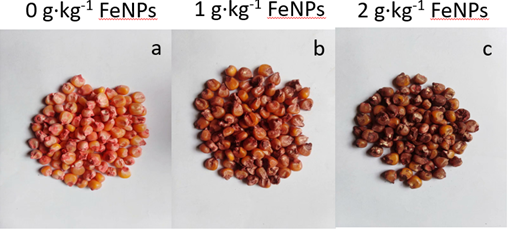 0 g·kg⁻¹ FeNPs 1 g·kg⁻¹ FeNPs 2 g·kg⁻¹ FeNPs
a b c